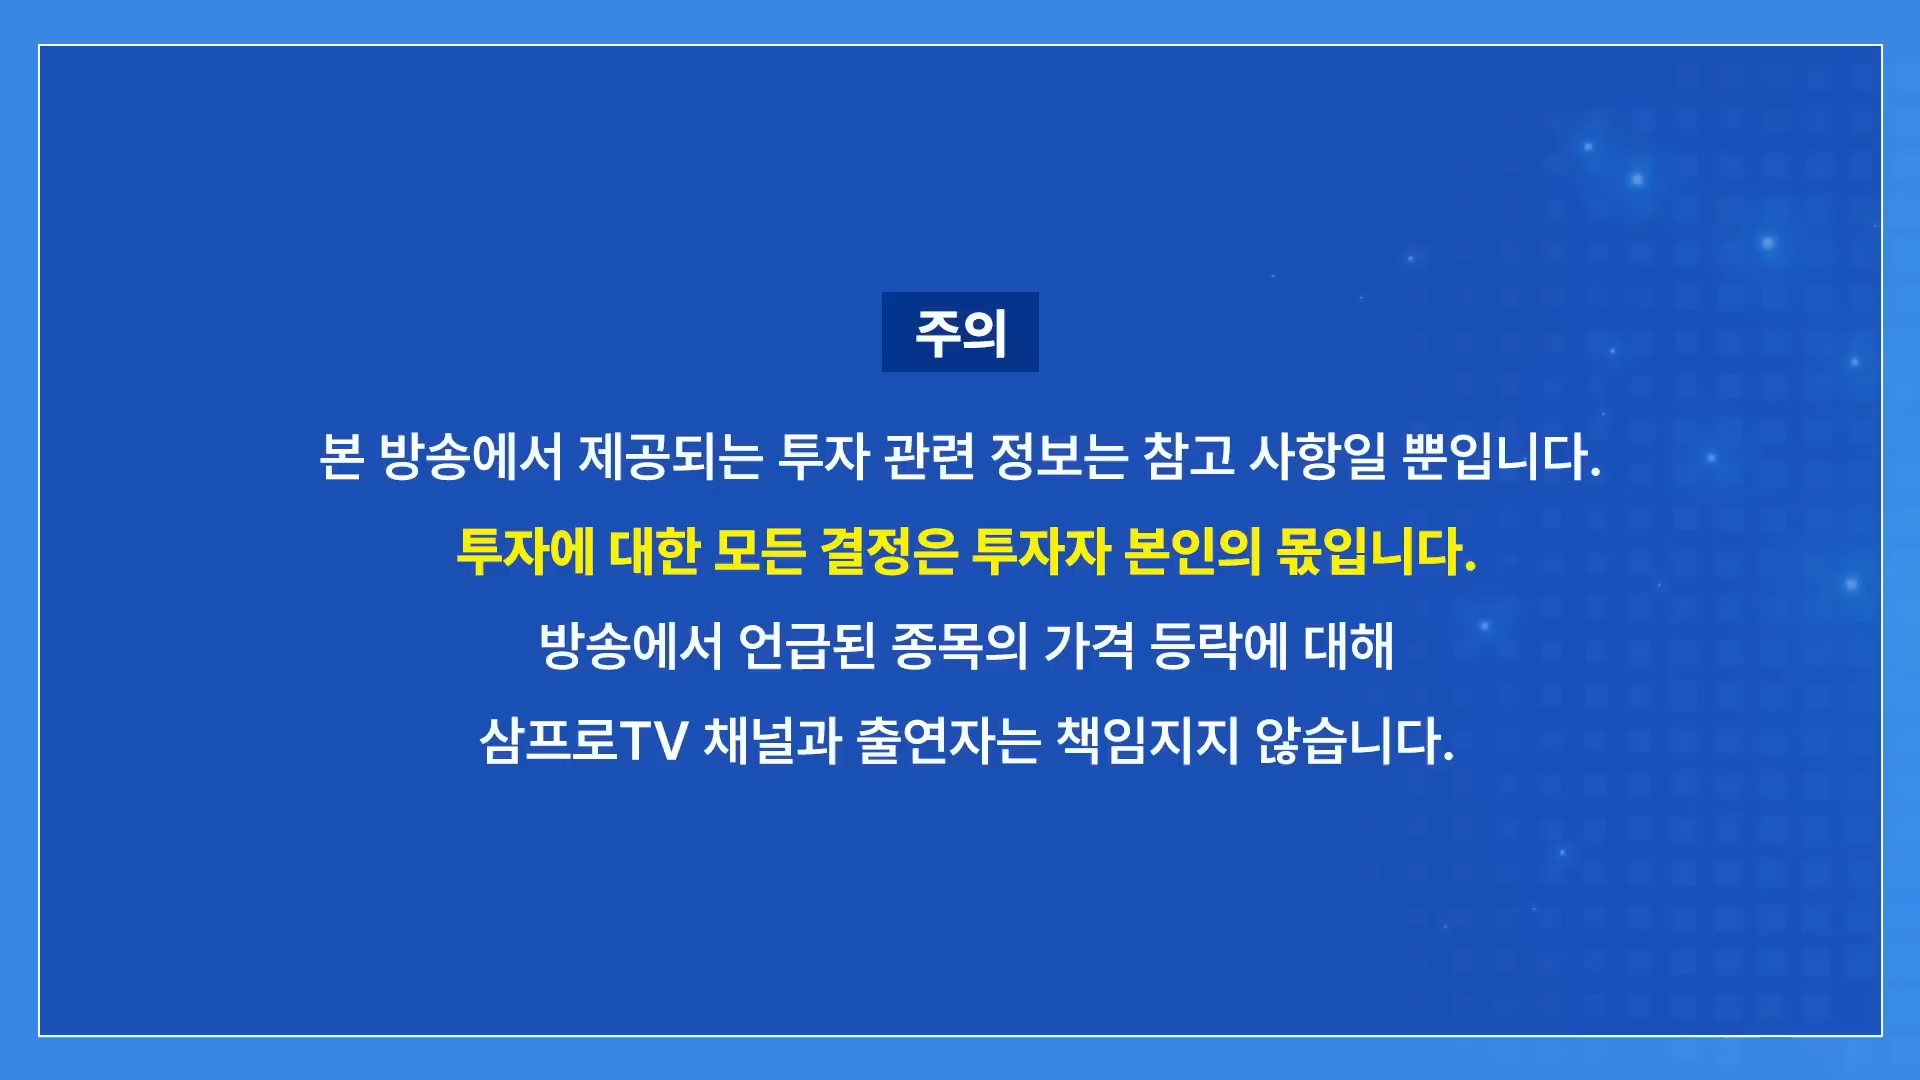 주의
본 방송에서 제공되는 투자 관련 정보는 참고 사항일 뿐입니다.
투자에 대한 모든 결정은 투자자 본인의 몫입니다.
방송에서 언급된 종목의 가격 등락에 대해
삼프로TV 채널과 출연자는 책임지지 않습니다.